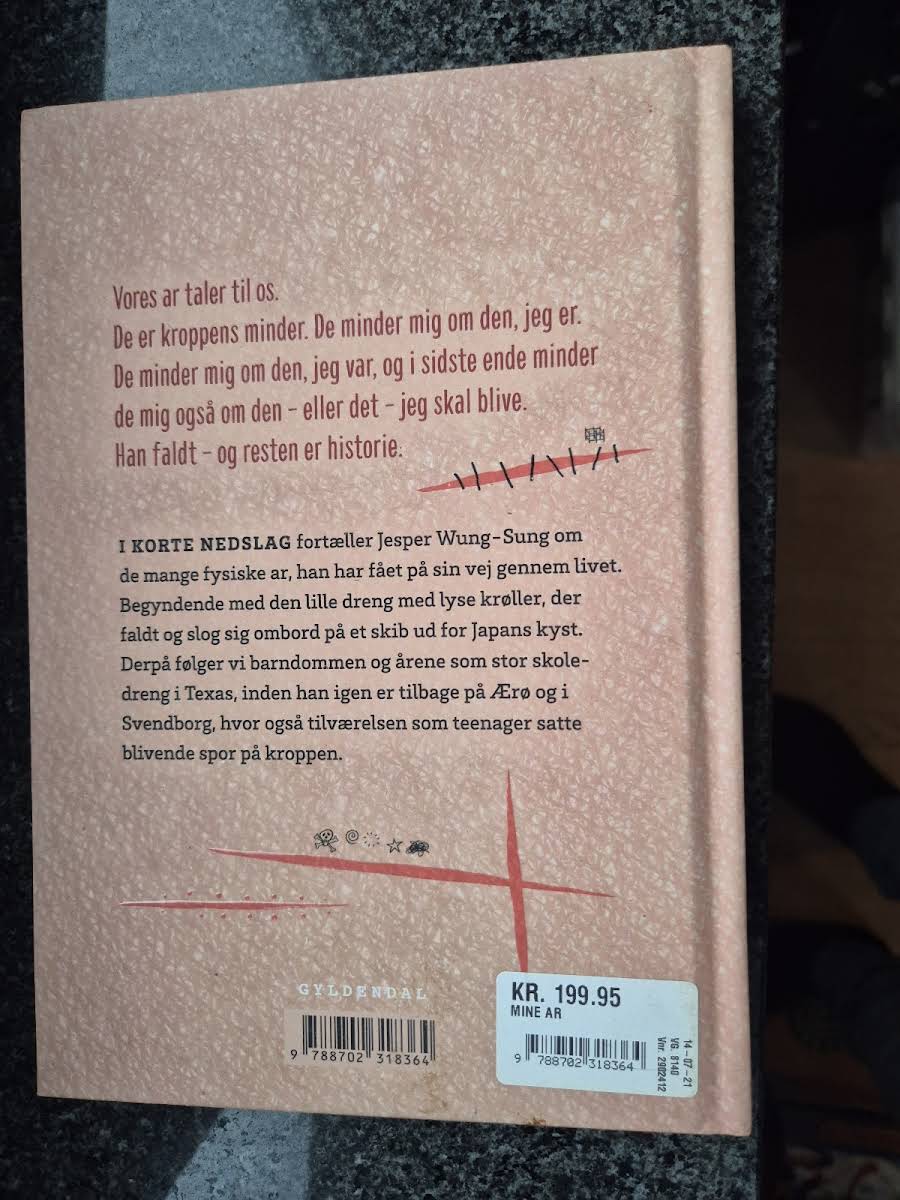 Vores ar taler til os.
De er kroppens minder. De minder mig om den, jeg er.
De minder mig om den, jeg var, og i sidste ende minder
de mig også om den – eller det – jeg skal blive.
Han faldt – og resten er historie.
I KORTE NEDSLAG fortæller Jesper Wung-Sung om
de mange fysiske ar, han har fået på sin vej gennem livet.
Begyndende med den lille dreng med lyse krøller, der
faldt og slog sig ombord på et skib ud for Japans kyst.
Derpå følger vi barndommen og årene som stor skole-
dreng i Texas, inden han igen er tilbage på Ærø og i
Svendborg, hvor også tilværelsen som teenager satte
blivende spor på kroppen.
GYLDENDAL
9 788702 318364
KR. 199.95
MINE AR
9 788702 318364
14-07-21
VG. 8140
Vnr. 2902412